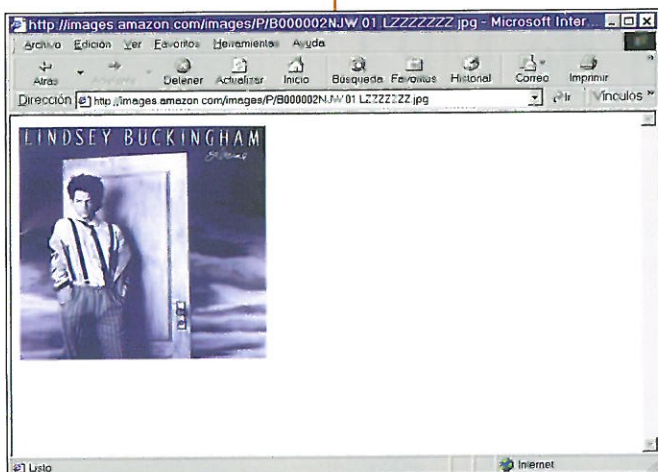 http://images.amazon.com/images/P/B000002NJW.01.LZZZZZZZ.jpg - Microsoft Inter...
Archivo Edición Ver Favoritos Herramientas Ayuda
Atrás Adelante Detener Actualizar Inicio Búsqueda Favoritos Historial Correo Imprimir
Dirección http://images.amazon.com/images/P/B000002NJW.01.LZZZZZZZ.jpg Ir Vínculos
LINDSEY BUCKINGHAM
Go Insane
Listo Internet